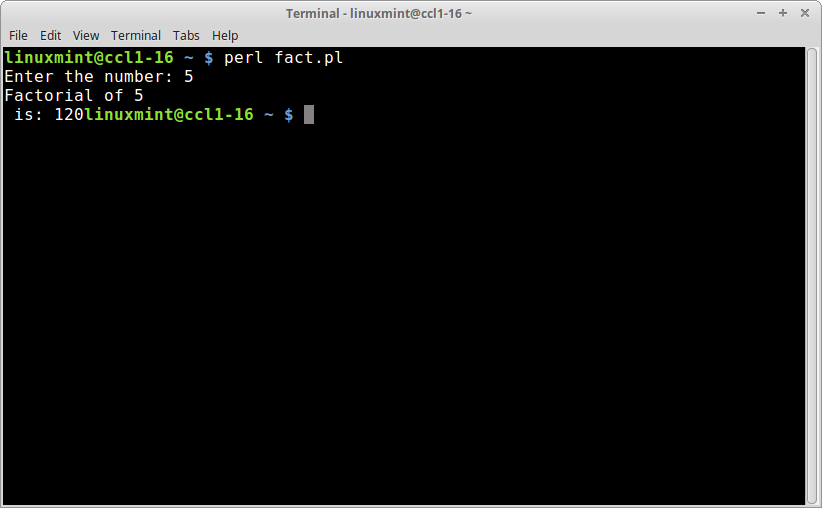 Terminal - linuxmint@ccl1-16 ~
File Edit View Terminal Tabs Help
linuxmint@ccl1-16 ~ $ perl fact.pl
Enter the number: 5
Factorial of 5
 is: 120linuxmint@ccl1-16 ~ $